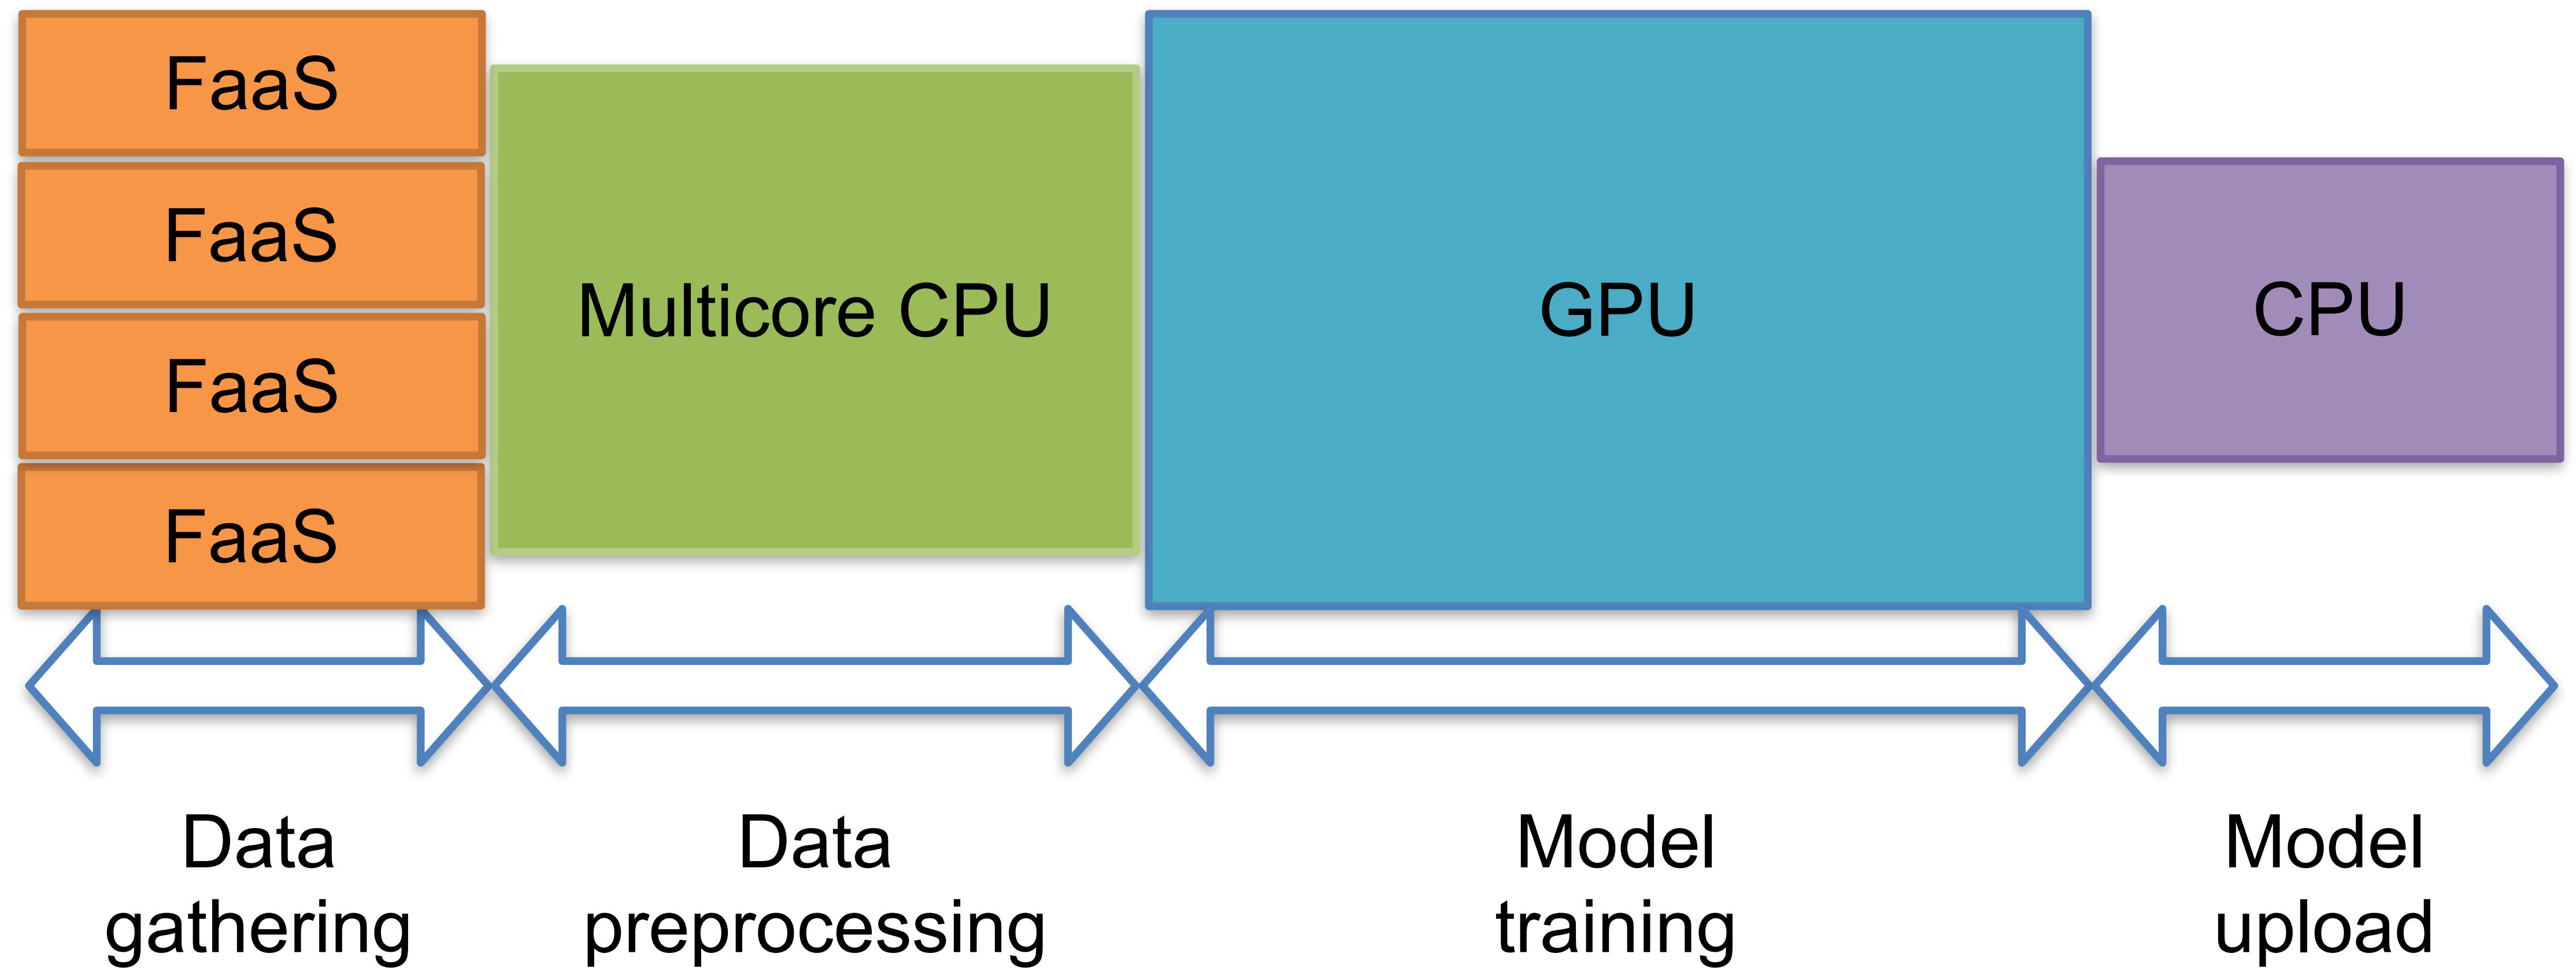 FaaS
FaaS
FaaS
FaaS
Multicore CPU
GPU
CPU
Data
gathering
Data
preprocessing
Model
training
Model
upload